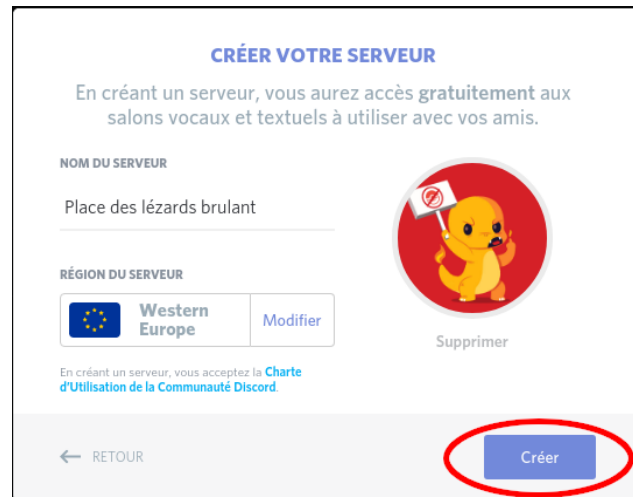 CRÉER VOTRE SERVEUR
En créant un serveur, vous aurez accès gratuitement aux
salons vocaux et textuels à utiliser avec vos amis.
NOM DU SERVEUR
Place des lézards brulant
RÉGION DU SERVEUR
Western
Europe
Modifier
Supprimer
En créant un serveur, vous acceptez la Charte
d'Utilisation de la Communauté Discord.
RETOUR
Créer